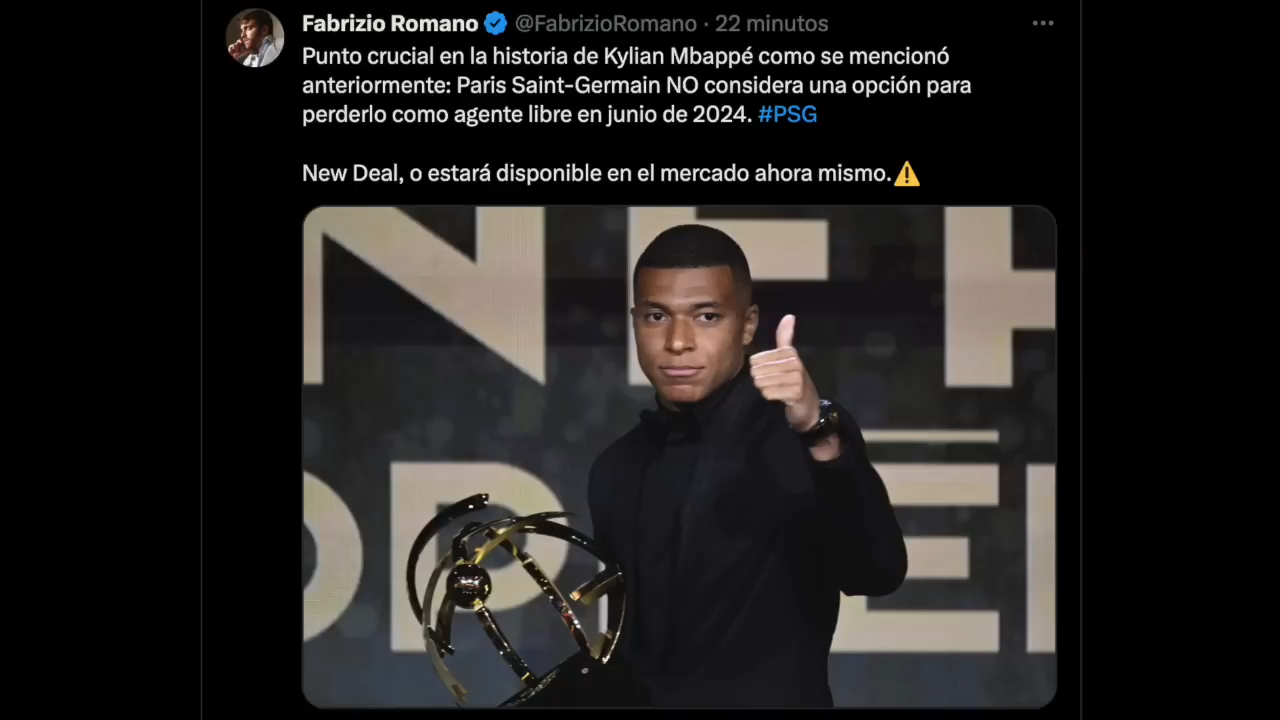 Fabrizio Romano @FabrizioRomano · 22 minutos
Punto crucial en la historia de Kylian Mbappé como se mencionó
anteriormente: Paris Saint-Germain NO considera una opción para
perderlo como agente libre en junio de 2024. #PSG
New Deal, o estará disponible en el mercado ahora mismo.⚠️